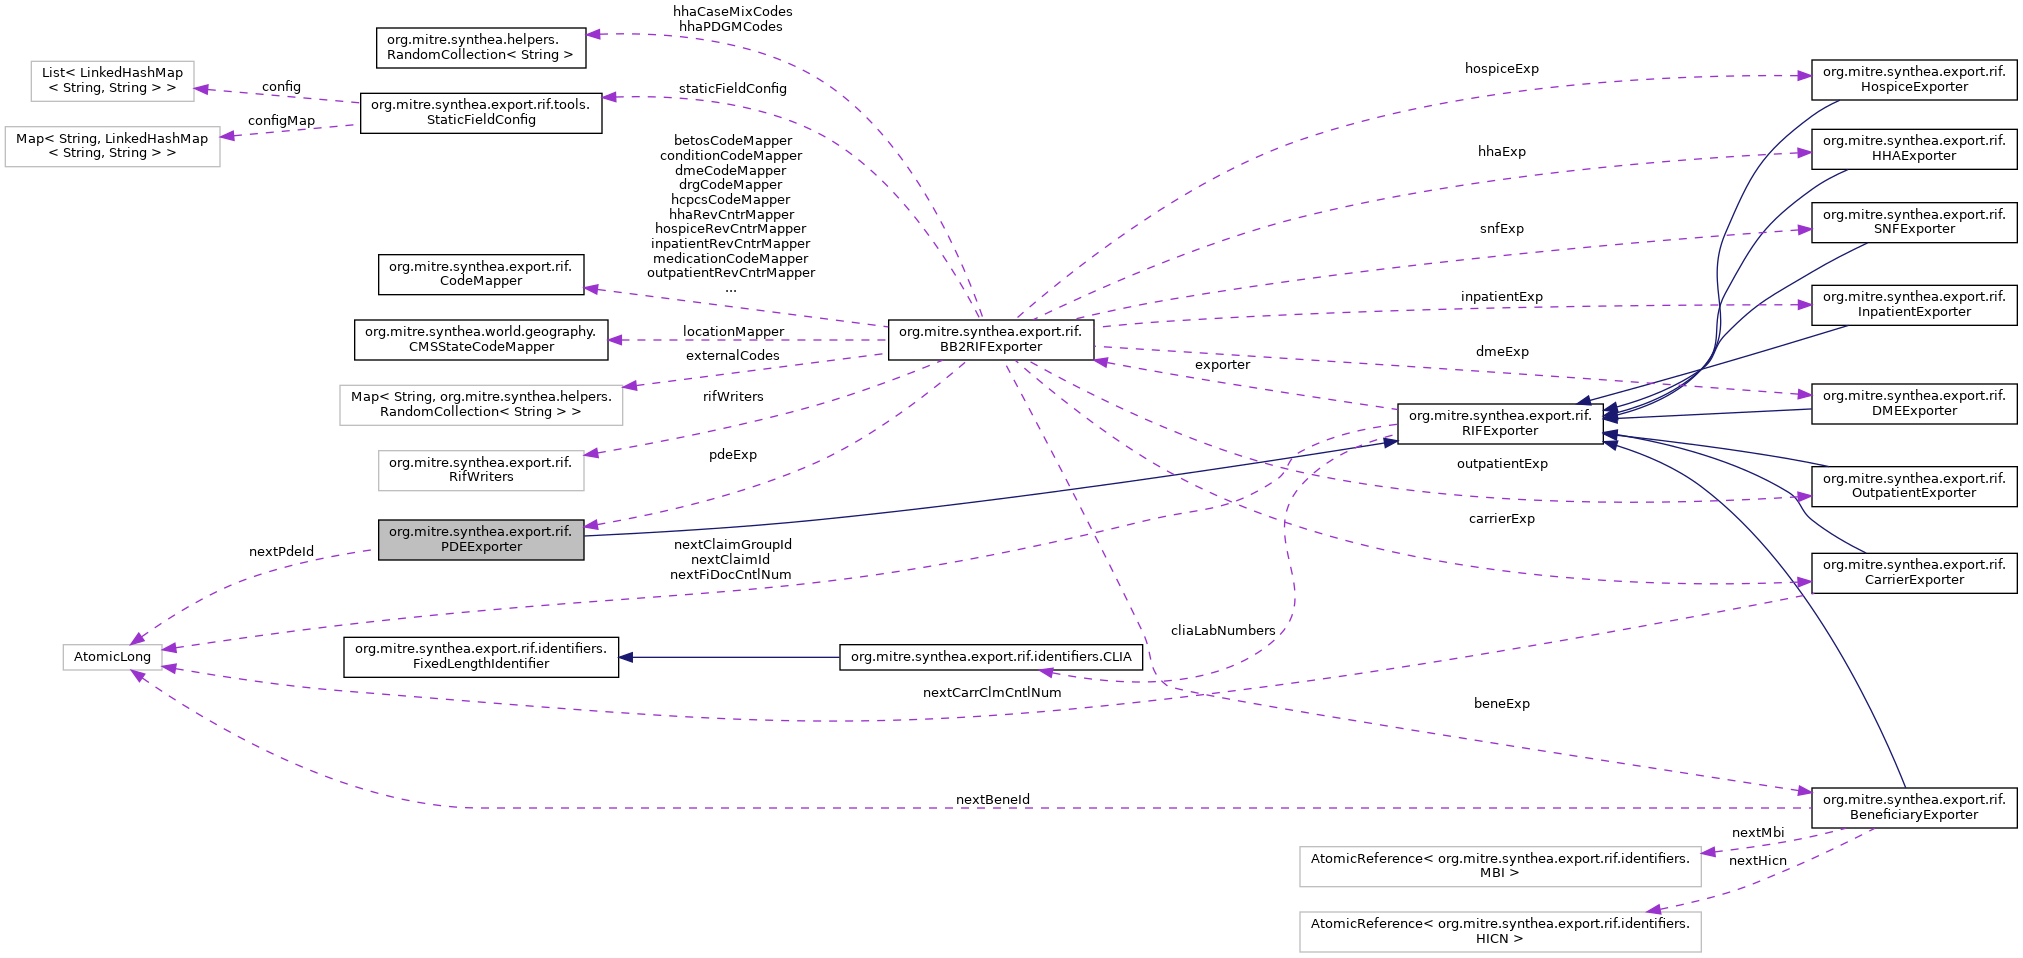 hhaCaseMixCodes
hhaPDGMCodes
org.mitre.synthea.helpers.
RandomCollection< String >
List< LinkedHashMap
< String, String > >
config
staticFieldConfig
org.mitre.synthea.export.rif.tools.
StaticFieldConfig
configMap
Map< String, LinkedHashMap
< String, String > >
betosCodeMapper
conditionCodeMapper
dmeCodeMapper
drgCodeMapper
hcpcsCodeMapper
hhaRevCntrMapper
hospiceRevCntrMapper
inpatientRevCntrMapper
medicationCodeMapper
outpatientRevCntrMapper
...
org.mitre.synthea.export.rif.
CodeMapper
locationMapper
org.mitre.synthea.world.geography.
CMSStateCodeMapper
externalCodes
Map< String, org.mitre.synthea.helpers.
RandomCollection< String > >
rifWriters
org.mitre.synthea.export.rif.
RifWriters
pdeExp
org.mitre.synthea.export.rif.
PDEExporter
nextPdeId
nextClaimGroupId
nextClaimId
nextFiDocCntlNum
AtomicLong
org.mitre.synthea.export.rif.identifiers.
FixedLengthIdentifier
org.mitre.synthea.export.rif.identifiers.CLIA
nextCarrClmCntlNum
nextBeneId
org.mitre.synthea.export.rif.
BB2RIFExporter
hospiceExp
org.mitre.synthea.export.rif.
HospiceExporter
hhaExp
org.mitre.synthea.export.rif.
HHAExporter
snfExp
org.mitre.synthea.export.rif.
SNFExporter
inpatientExp
org.mitre.synthea.export.rif.
InpatientExporter
dmeExp
exporter
org.mitre.synthea.export.rif.
DMEExporter
org.mitre.synthea.export.rif.
RIFExporter
outpatientExp
org.mitre.synthea.export.rif.
OutpatientExporter
carrierExp
org.mitre.synthea.export.rif.
CarrierExporter
cliaLabNumbers
beneExp
org.mitre.synthea.export.rif.
BeneficiaryExporter
nextMbi
AtomicReference< org.mitre.synthea.export.rif.identifiers.
MBI >
nextHicn
AtomicReference< org.mitre.synthea.export.rif.identifiers.
HICN >